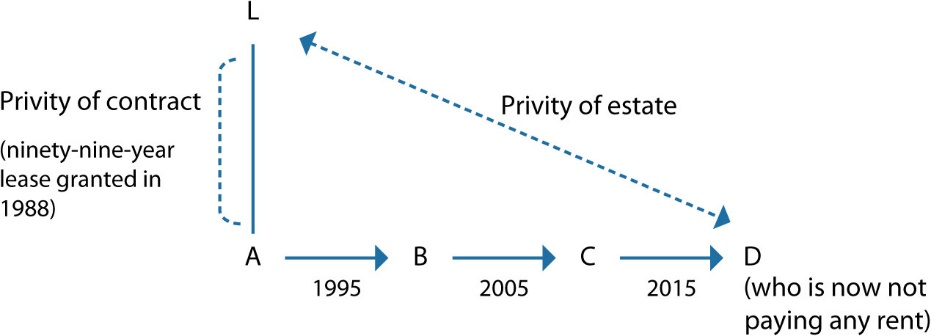 L
Privity of contract
(ninety-nine-year
lease granted in
1988)
Privity of estate
A
B
C
D
1995
2005
2015
(who is now not
paying any rent)